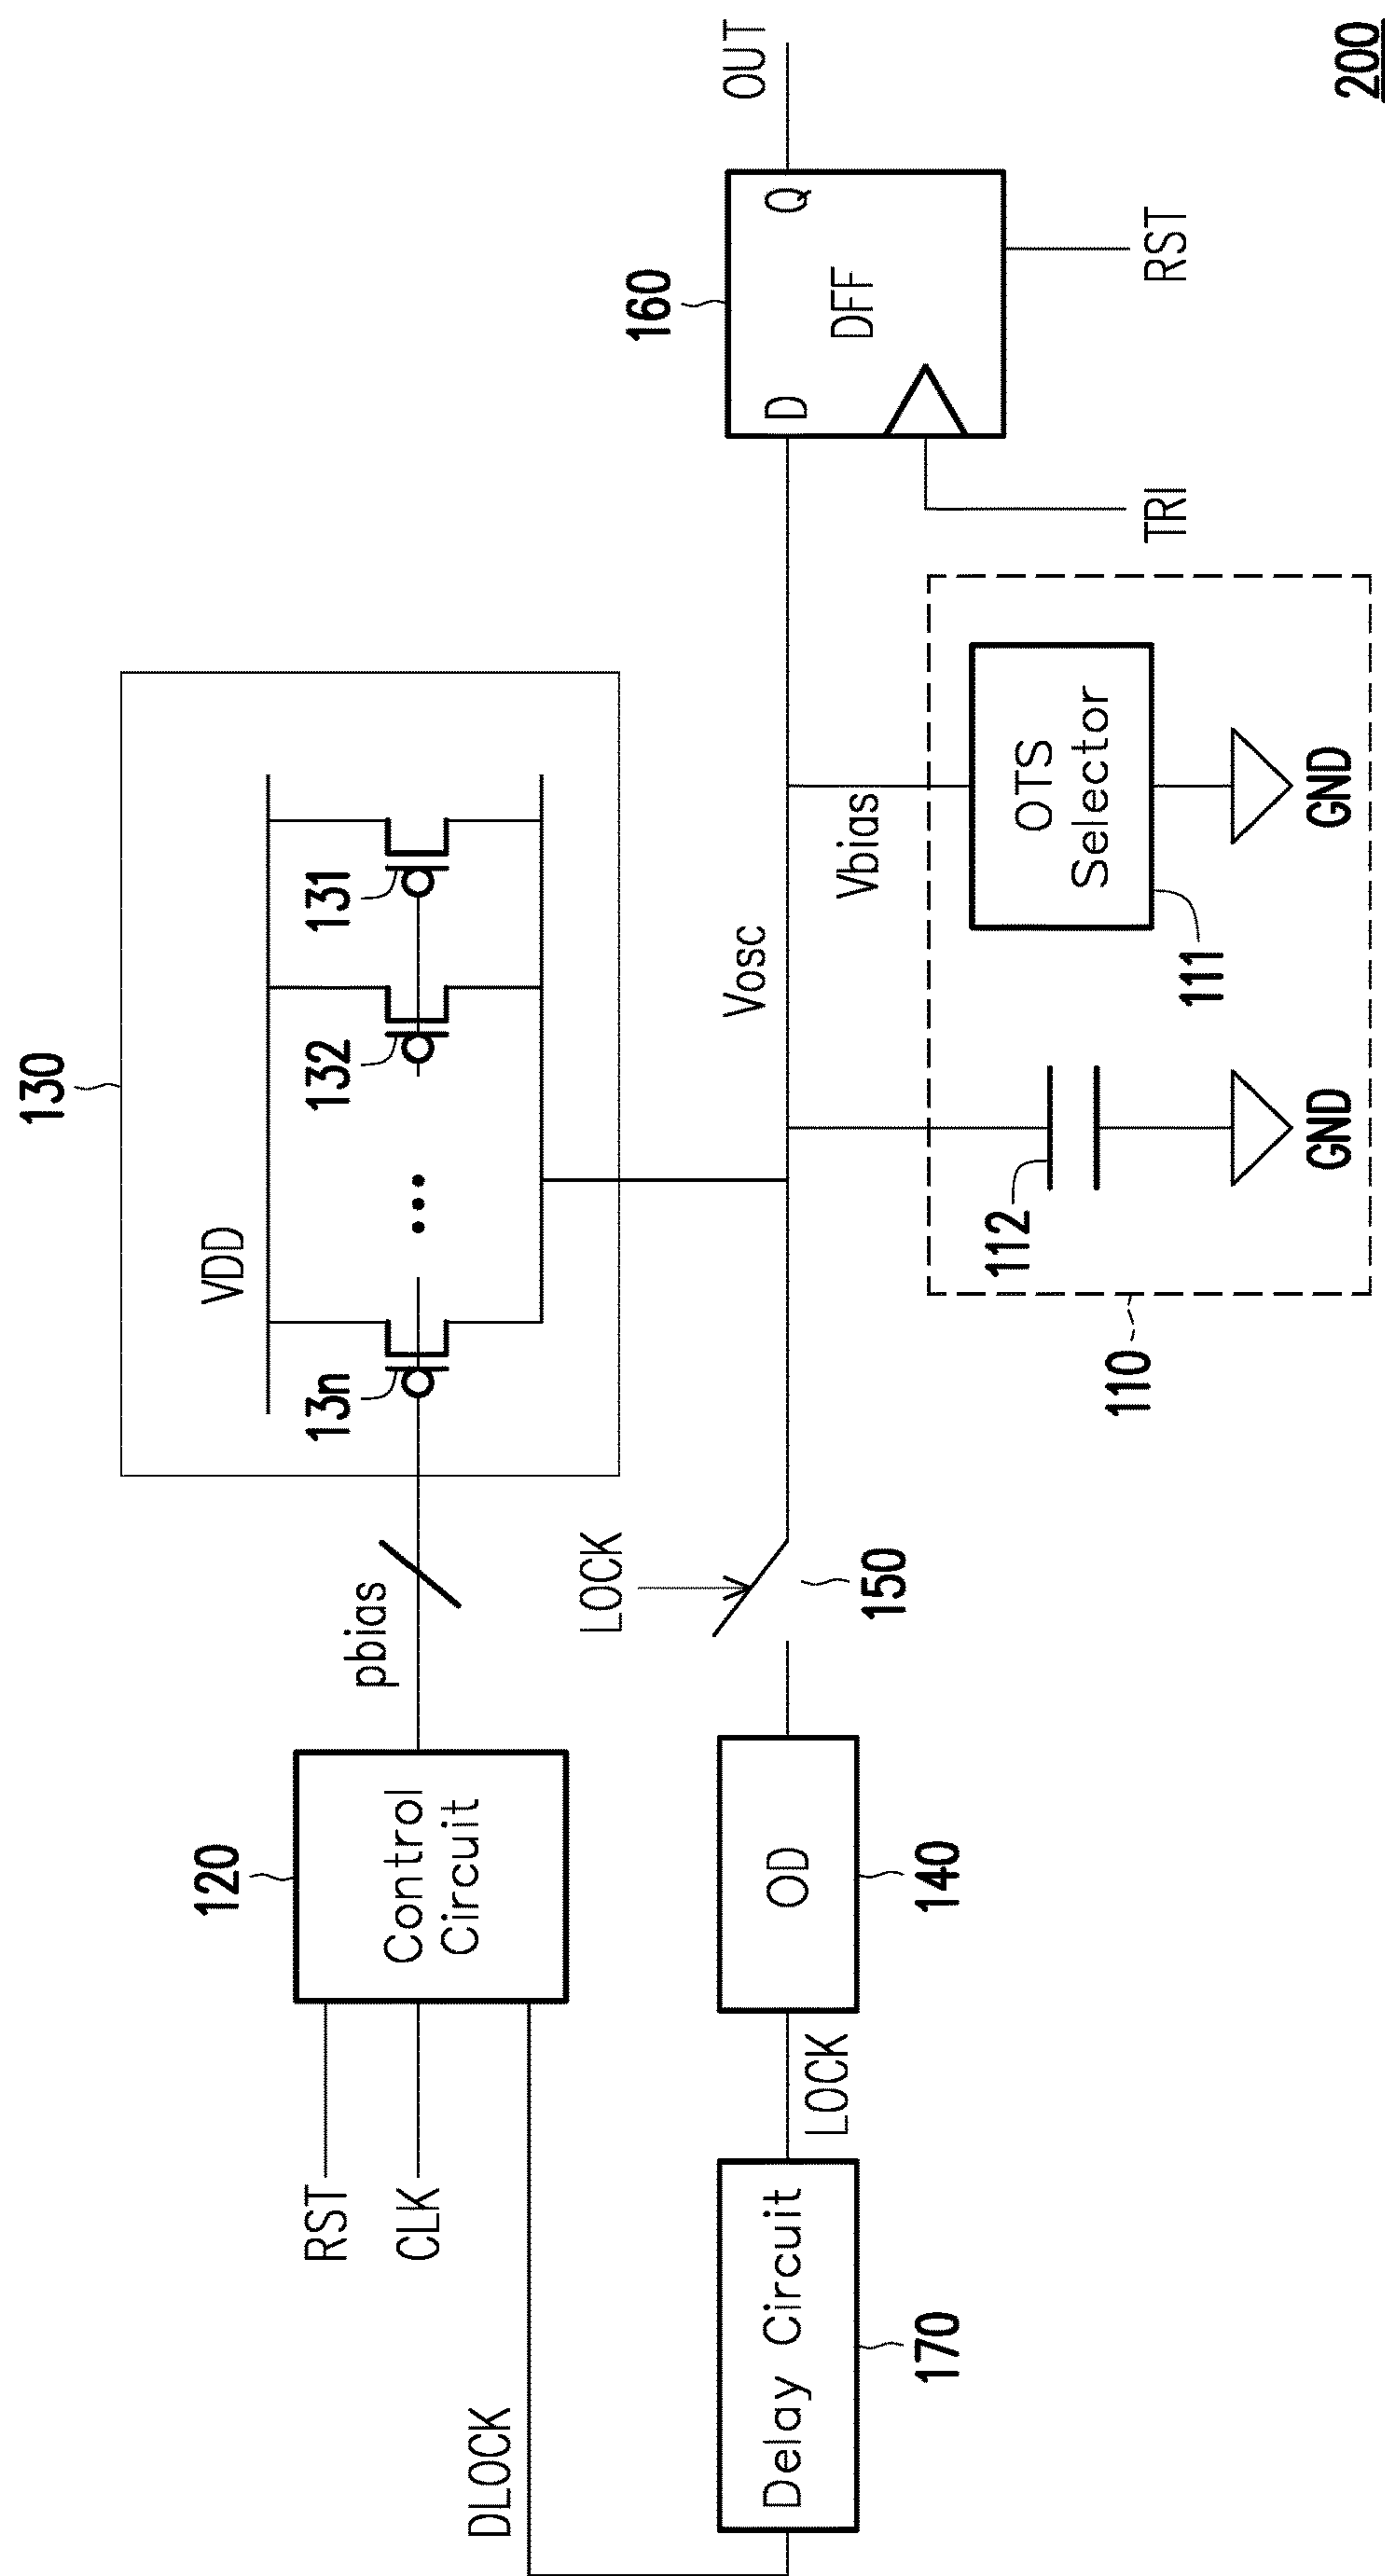 130
VDD
13n
132
131
120
Control
Circuit
pbias
RST
CLK
DLOCK
LOCK
150
Vosc
Vbias
160
D
Q
DFF
OUT
TRI
RST
Delay Circuit
170
LOCK
OD
140
110
112
111
OTS
Selector
GND
GND
200